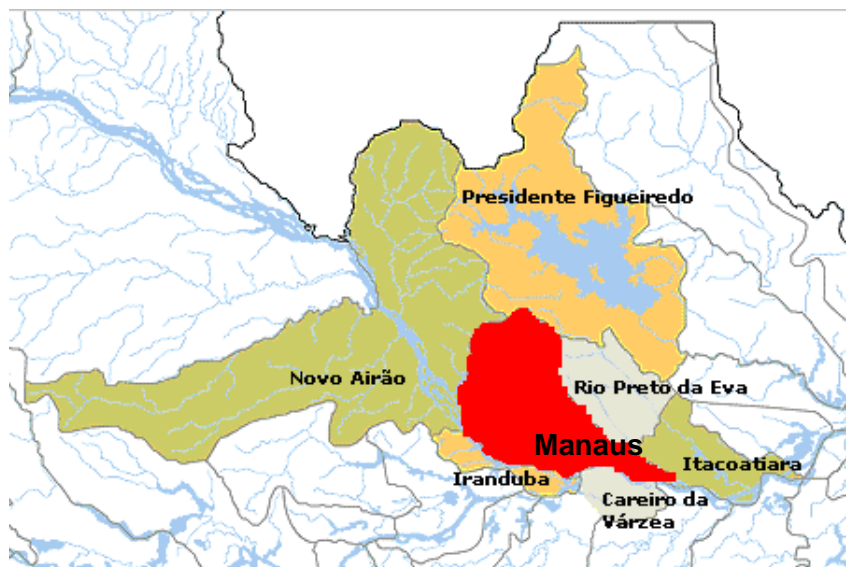 Presidente Figueiredo
Novo Airão
Rio Preto da Eva
Manaus
Itacoatiara
Iranduba
Careiro da
Várzea